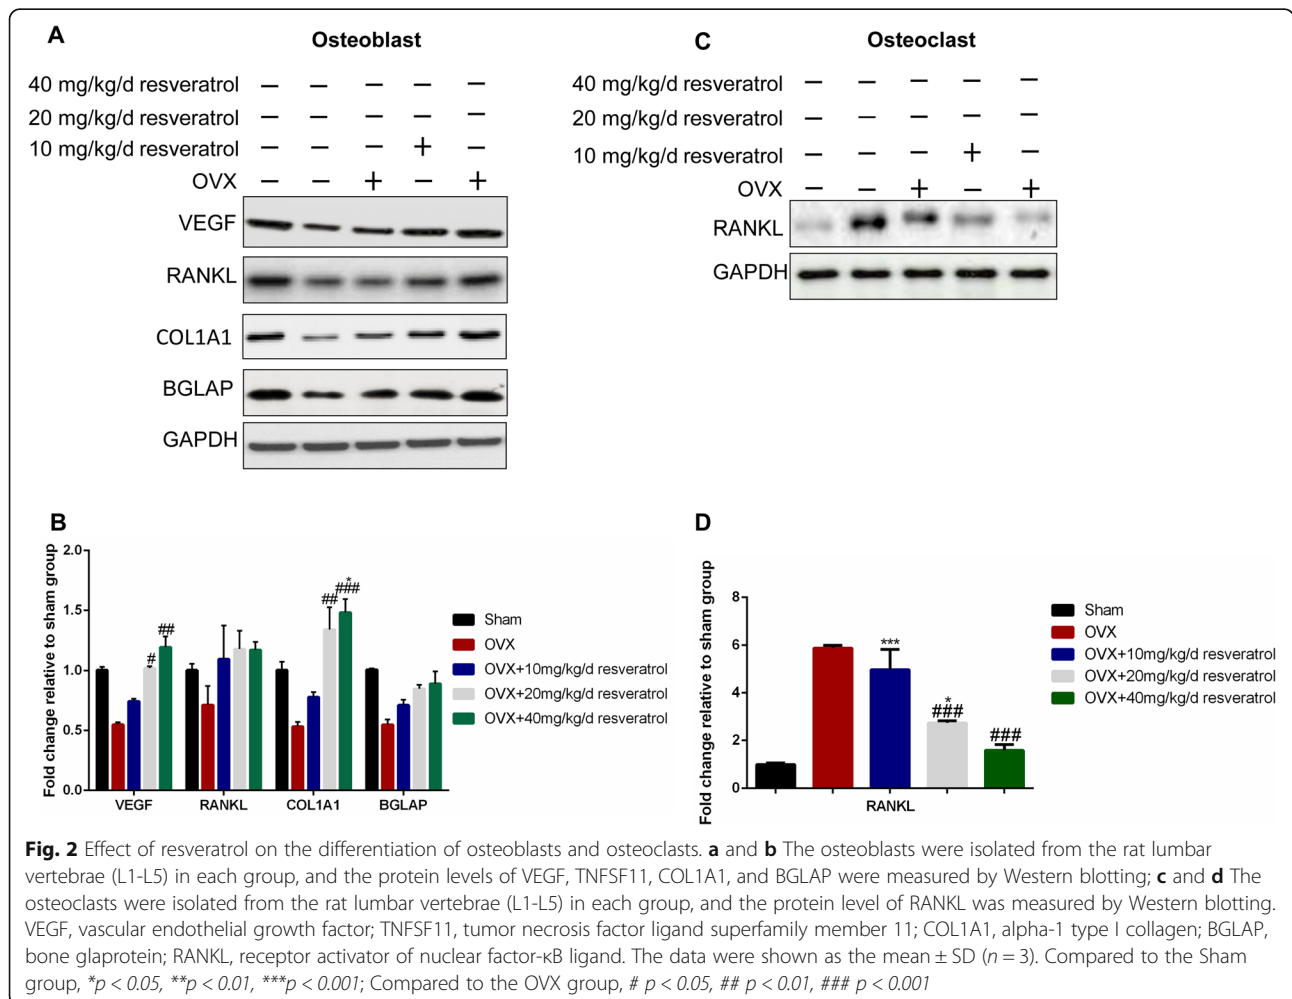 A
Osteoblast
40 mg/kg/d resveratrol − − − − −
20 mg/kg/d resveratrol − − − − −
10 mg/kg/d resveratrol − − − + −
OVX − − + − +
VEGF
RANKL
COL1A1
BGLAP
GAPDH
C
Osteoclast
40 mg/kg/d resveratrol − − − − −
20 mg/kg/d resveratrol − − − − −
10 mg/kg/d resveratrol − − − + −
OVX − − + − +
RANKL
GAPDH
B
Fold change relative to sham group
2.0
1.5
1.0
0.5
0.0
# ## ## * ###
VEGF RANKL COL1A1 BGLAP
Sham
OVX
OVX+10mg/kg/d resveratrol
OVX+20mg/kg/d resveratrol
OVX+40mg/kg/d resveratrol
D
Fold change relative to sham group
8
6
4
2
0
*** * ### ###
RANKL
Sham
OVX
OVX+10mg/kg/d resveratrol
OVX+20mg/kg/d resveratrol
OVX+40mg/kg/d resveratrol
Fig. 2 Effect of resveratrol on the differentiation of osteoblasts and osteoclasts. a and b The osteoblasts were isolated from the rat lumbar
vertebrae (L1-L5) in each group, and the protein levels of VEGF, TNFSF11, COL1A1, and BGLAP were measured by Western blotting; c and d The
osteoclasts were isolated from the rat lumbar vertebrae (L1-L5) in each group, and the protein level of RANKL was measured by Western blotting.
VEGF, vascular endothelial growth factor; TNFSF11, tumor necrosis factor ligand superfamily member 11; COL1A1, alpha-1 type I collagen; BGLAP,
bone glaprotein; RANKL, receptor activator of nuclear factor-κB ligand. The data were shown as the mean ± SD (n = 3). Compared to the Sham
group, *p < 0.05, **p < 0.01, ***p < 0.001; Compared to the OVX group, # p < 0.05, ## p < 0.01, ### p < 0.001